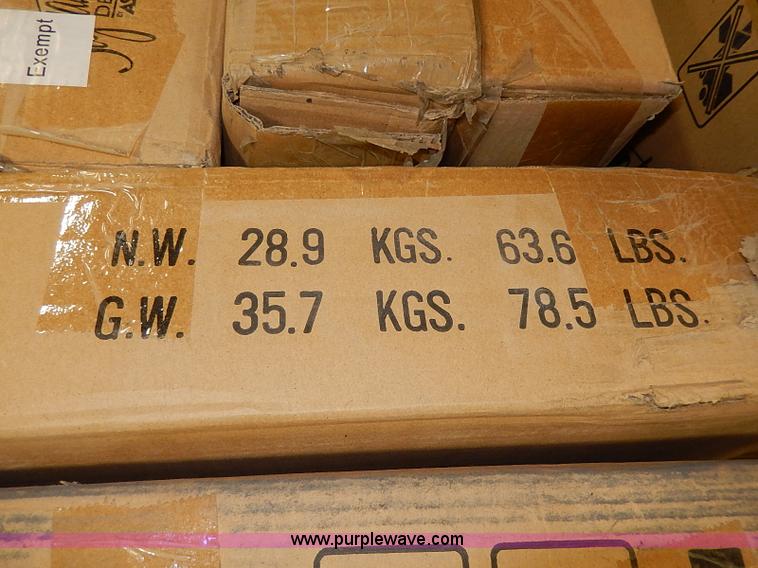 Exempt
N.W. 28.9 KGS. 63.6 LBS.
G.W. 35.7 KGS. 78.5 LBS.
www.purplewave.com